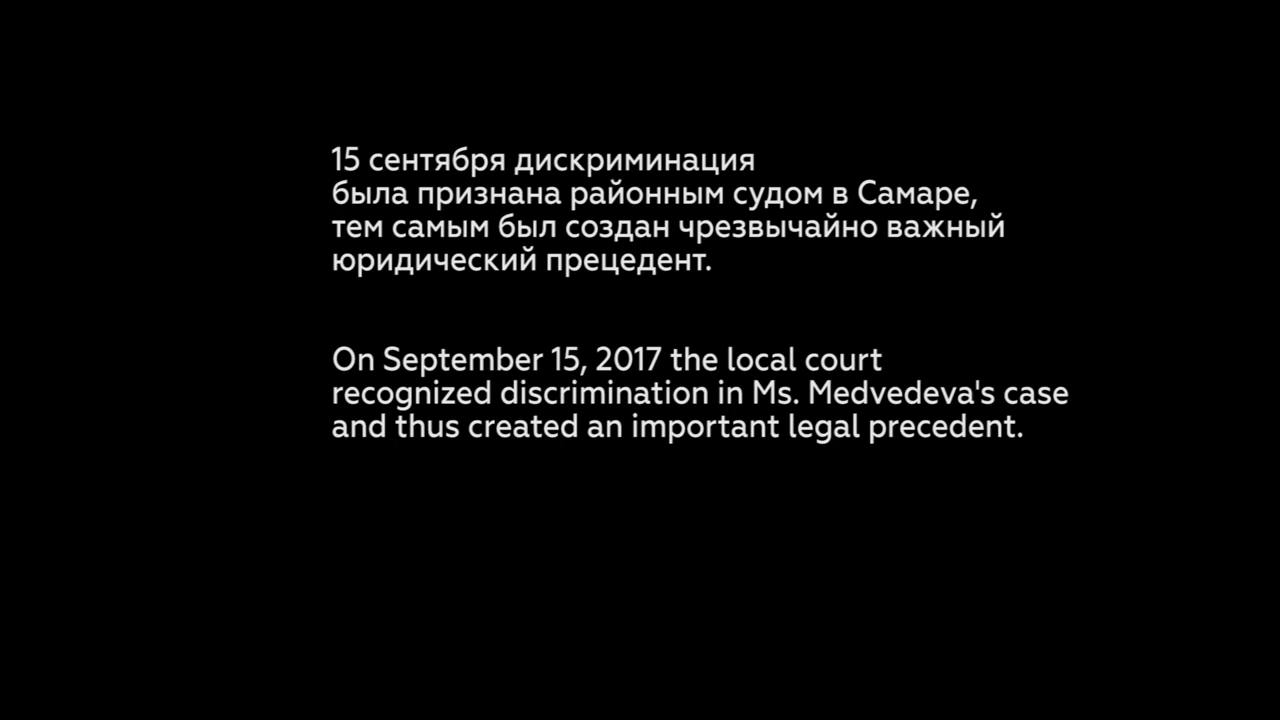 15 сентября дискриминация
была признана районным судом в Самаре,
тем самым был создан чрезвычайно важный
юридический прецедент.
On September 15, 2017 the local court
recognized discrimination in Ms. Medvedeva's case
and thus created an important legal precedent.